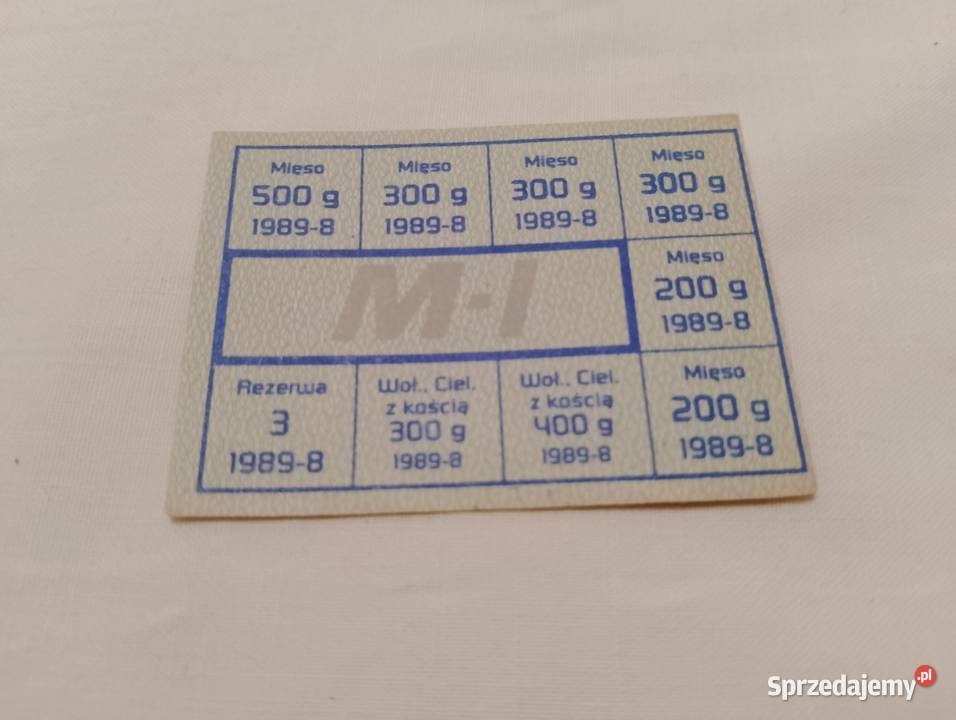 Mięso
500 g
1989-8
Mięso
300 g
1989-8
Mięso
300 g
1989-8
Mięso
300 g
1989-8
M-I
Mięso
200 g
1989-8
Rezerwa
3
1989-8
Woł., Ciel.
z kością
300 g
1989-8
Woł., Ciel.
z kością
400 g
1989-8
Mięso
200 g
1989-8
Sprzedajemy.pl